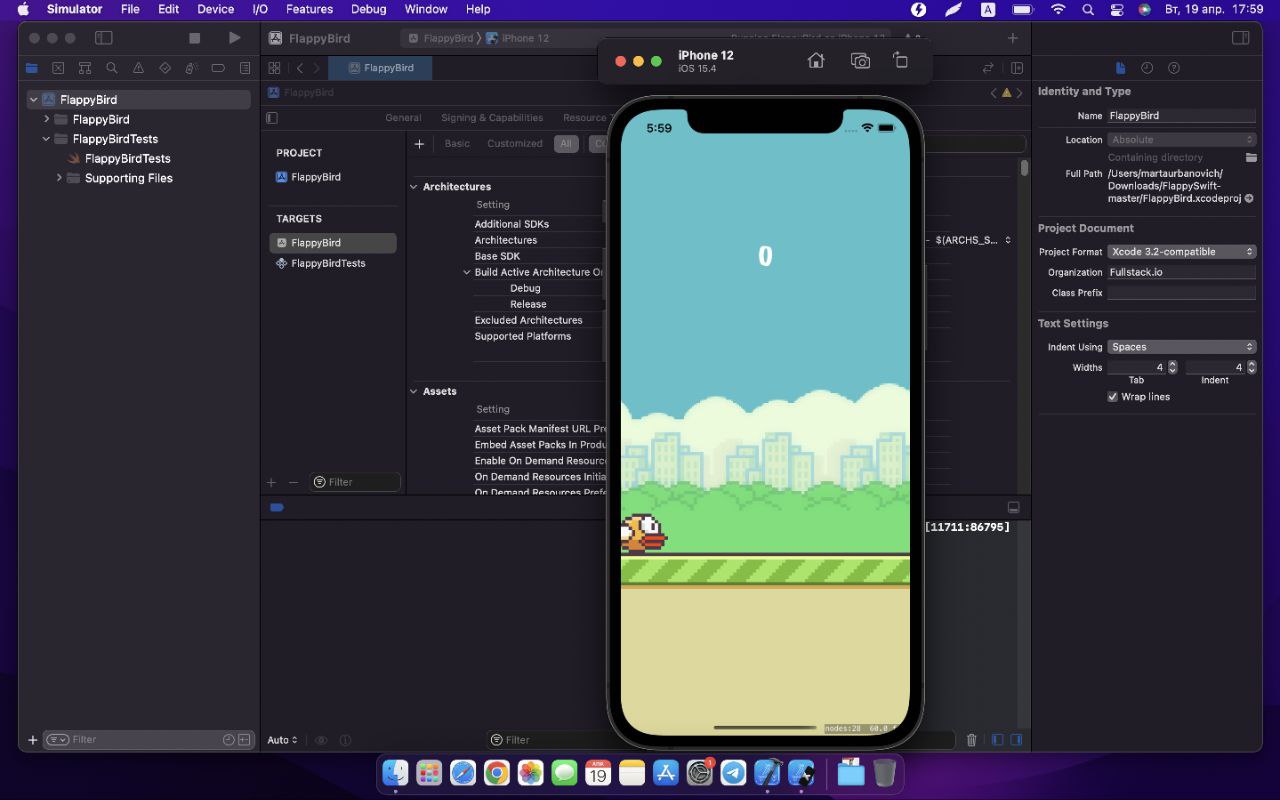 Simulator File Edit Device I/O Features Debug Window Help
A
Вт, 19 апр. 17:59
FlappyBird
FlappyBird
iPhone 12
iPhone 12
iOS 15.4
FlappyBird
FlappyBird
FlappyBird
FlappyBird
FlappyBirdTests
FlappyBirdTests
Supporting Files
General Signing & Capabilities Resource
Basic Customized All
PROJECT
FlappyBird
TARGETS
FlappyBird
FlappyBirdTests
Filter
Architectures
Setting
Additional SDKs
Architectures
- $(ARCHS_S...
Base SDK
Build Active Architecture
Debug
Release
Excluded Architectures
Supported Platforms
Assets
Setting
Asset Pack Manifest URL
Embed Asset Packs In
Enable On Demand
On Demand Resources
On Demand Resources
5:59
0
nodes:28 60.0
[11711:86795]
Identity and Type
Name FlappyBird
Location Absolute
Containing directory
Full Path /Users/martaurbanovich/
Downloads/FlappySwift-
master/FlappyBird.xcodeproj
Project Document
Project Format Xcode 3.2-compatible
Organization Fullstack.io
Class Prefix
Text Settings
Indent Using Spaces
Widths 4 4
Tab Indent
Wrap lines
Filter
Auto
Filter
19
1